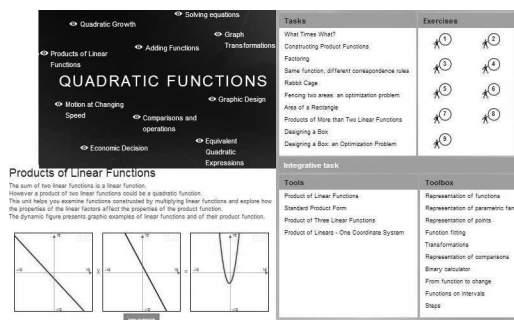 Solving equations
Quadratic Growth
Graph
Transformations
Adding Functions
Products of Linear
Functions
QUADRATIC FUNCTIONS
Graphic Design
Motion at Changing
Speed
Comparisons and
operations
Economic Decision
Equivalent
Quadratic
Expressions
Products of Linear Functions
The sum of two linear functions is a linear function.
However a product of two linear functions could be a quadratic function.
This unit helps you examine functions constructed by multiplying linear functions and explore how
the properties of the linear factors affect the properties of the product function.
The dynamic figure presents graphic examples of linear functions and of their product function.
x
=
Tasks
What Times What?
Constructing Product Functions
Factoring
Same function, different correspondence rules
Rabbit Cage
Fencing two areas: an optimization problem
Area of a Rectangle
Products of More than Two Linear Functions
Designing a Box
Designing a Box: an Optimization Problem
Exercises
1 2
3 4
5 6
7 8
9
Integrative task
Tools
Product of Linear Functions
Standard Product Form
Product of Three Linear Functions
Product of Linears - One Coordinate System
Toolbox
Representation of functions
Representation of parametric fam
Representation of points
Function fitting
Transformations
Representation of comparisons
Binary calculator
From function to change
Functions on intervals
Steps